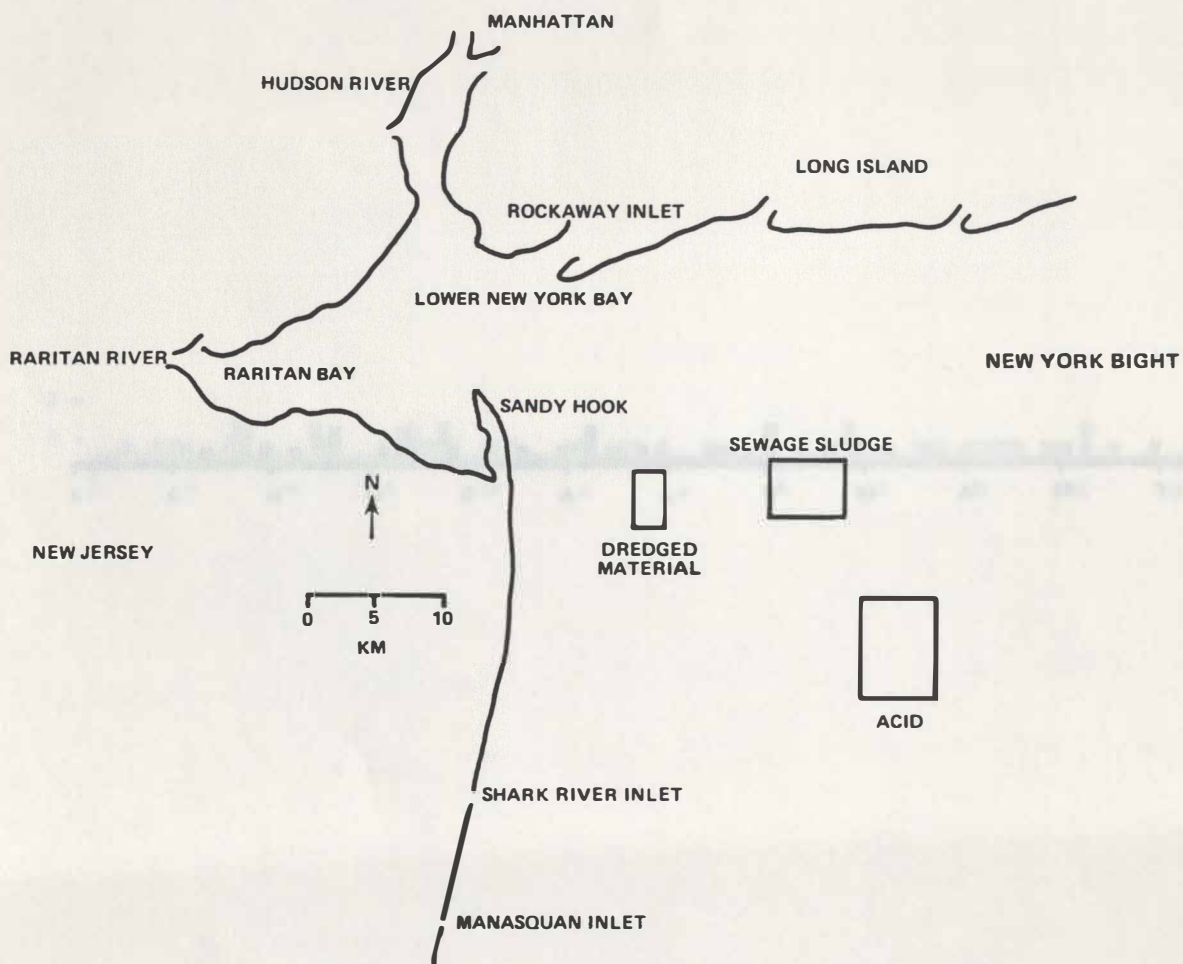 MANHATTAN
HUDSON RIVER
LONG ISLAND
ROCKAWAY INLET
LOWER NEW YORK BAY
RARITAN RIVER
RARITAN BAY
NEW YORK BIGHT
SANDY HOOK
SEWAGE SLUDGE
N
NEW JERSEY
DREDGED
MATERIAL
0 5 10
KM
ACID
SHARK RIVER INLET
MANASQUAN INLET